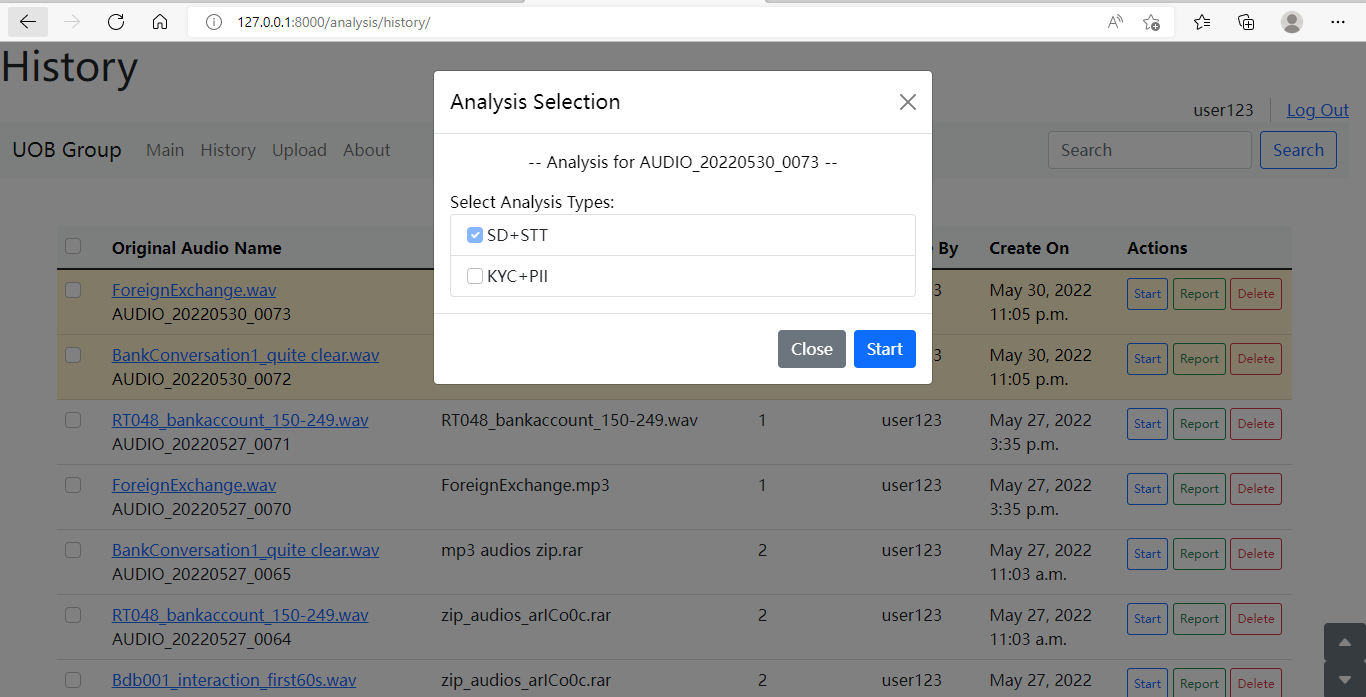 127.0.0.1:8000/analysis/history/
History
user123
Log Out
UOB Group Main History Upload About
Search
Search
Analysis Selection
-- Analysis for AUDIO_20220530_0073 --
Select Analysis Types:
SD+STT
KYC+PII
Close Start
Original Audio Name By Create On Actions
ForeignExchange.wav 3 May 30, 2022 Start Report Delete
AUDIO_20220530_0073 11:05 p.m.
BankConversation1_quite clear.wav 3 May 30, 2022 Start Report Delete
AUDIO_20220530_0072 11:05 p.m.
RT048_bankaccount_150-249.wav RT048_bankaccount_150-249.wav 1 user123 May 27, 2022 Start Report Delete
AUDIO_20220527_0071 3:35 p.m.
ForeignExchange.wav ForeignExchange.mp3 1 user123 May 27, 2022 Start Report Delete
AUDIO_20220527_0070 3:35 p.m.
BankConversation1_quite clear.wav mp3 audios zip.rar 2 user123 May 27, 2022 Start Report Delete
AUDIO_20220527_0065 11:03 a.m.
RT048_bankaccount_150-249.wav zip_audios_arICo0c.rar 2 user123 May 27, 2022 Start Report Delete
AUDIO_20220527_0064 11:03 a.m.
Bdb001_interaction_first60s.wav zip_audios_arICo0c.rar 2 user123 May 27, 2022 Start Report Delete